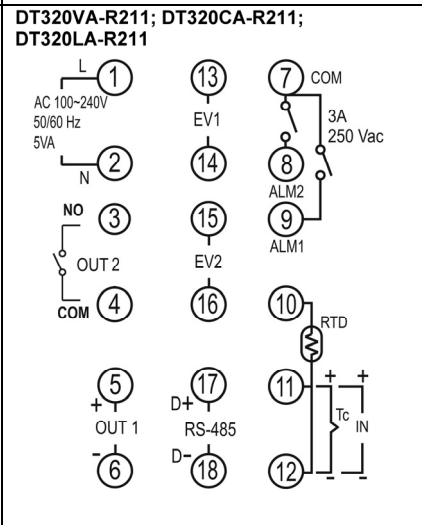 DT320VA-R211; DT320CA-R211;
DT320LA-R211
L
1
13
7
COM
AC 100~240V
50/60 Hz
5VA
EV1
3A
250 Vac
N
2
14
8
ALM2
NO
3
15
9
ALM1
OUT 2
EV2
COM
4
16
10
RTD
5
17
11
+
+
+
D+
Tc
IN
OUT 1
RS-485
-
D-
6
18
12
-
-